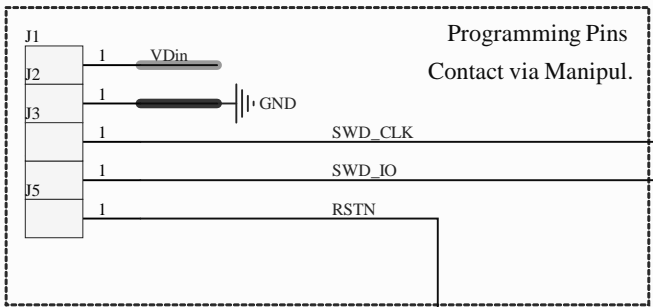 J1
Programming Pins
1 VDin
J2
Contact via Manipul.
1 GND
J3
1 SWD_CLK
1 SWD_IO
J5
1 RSTN